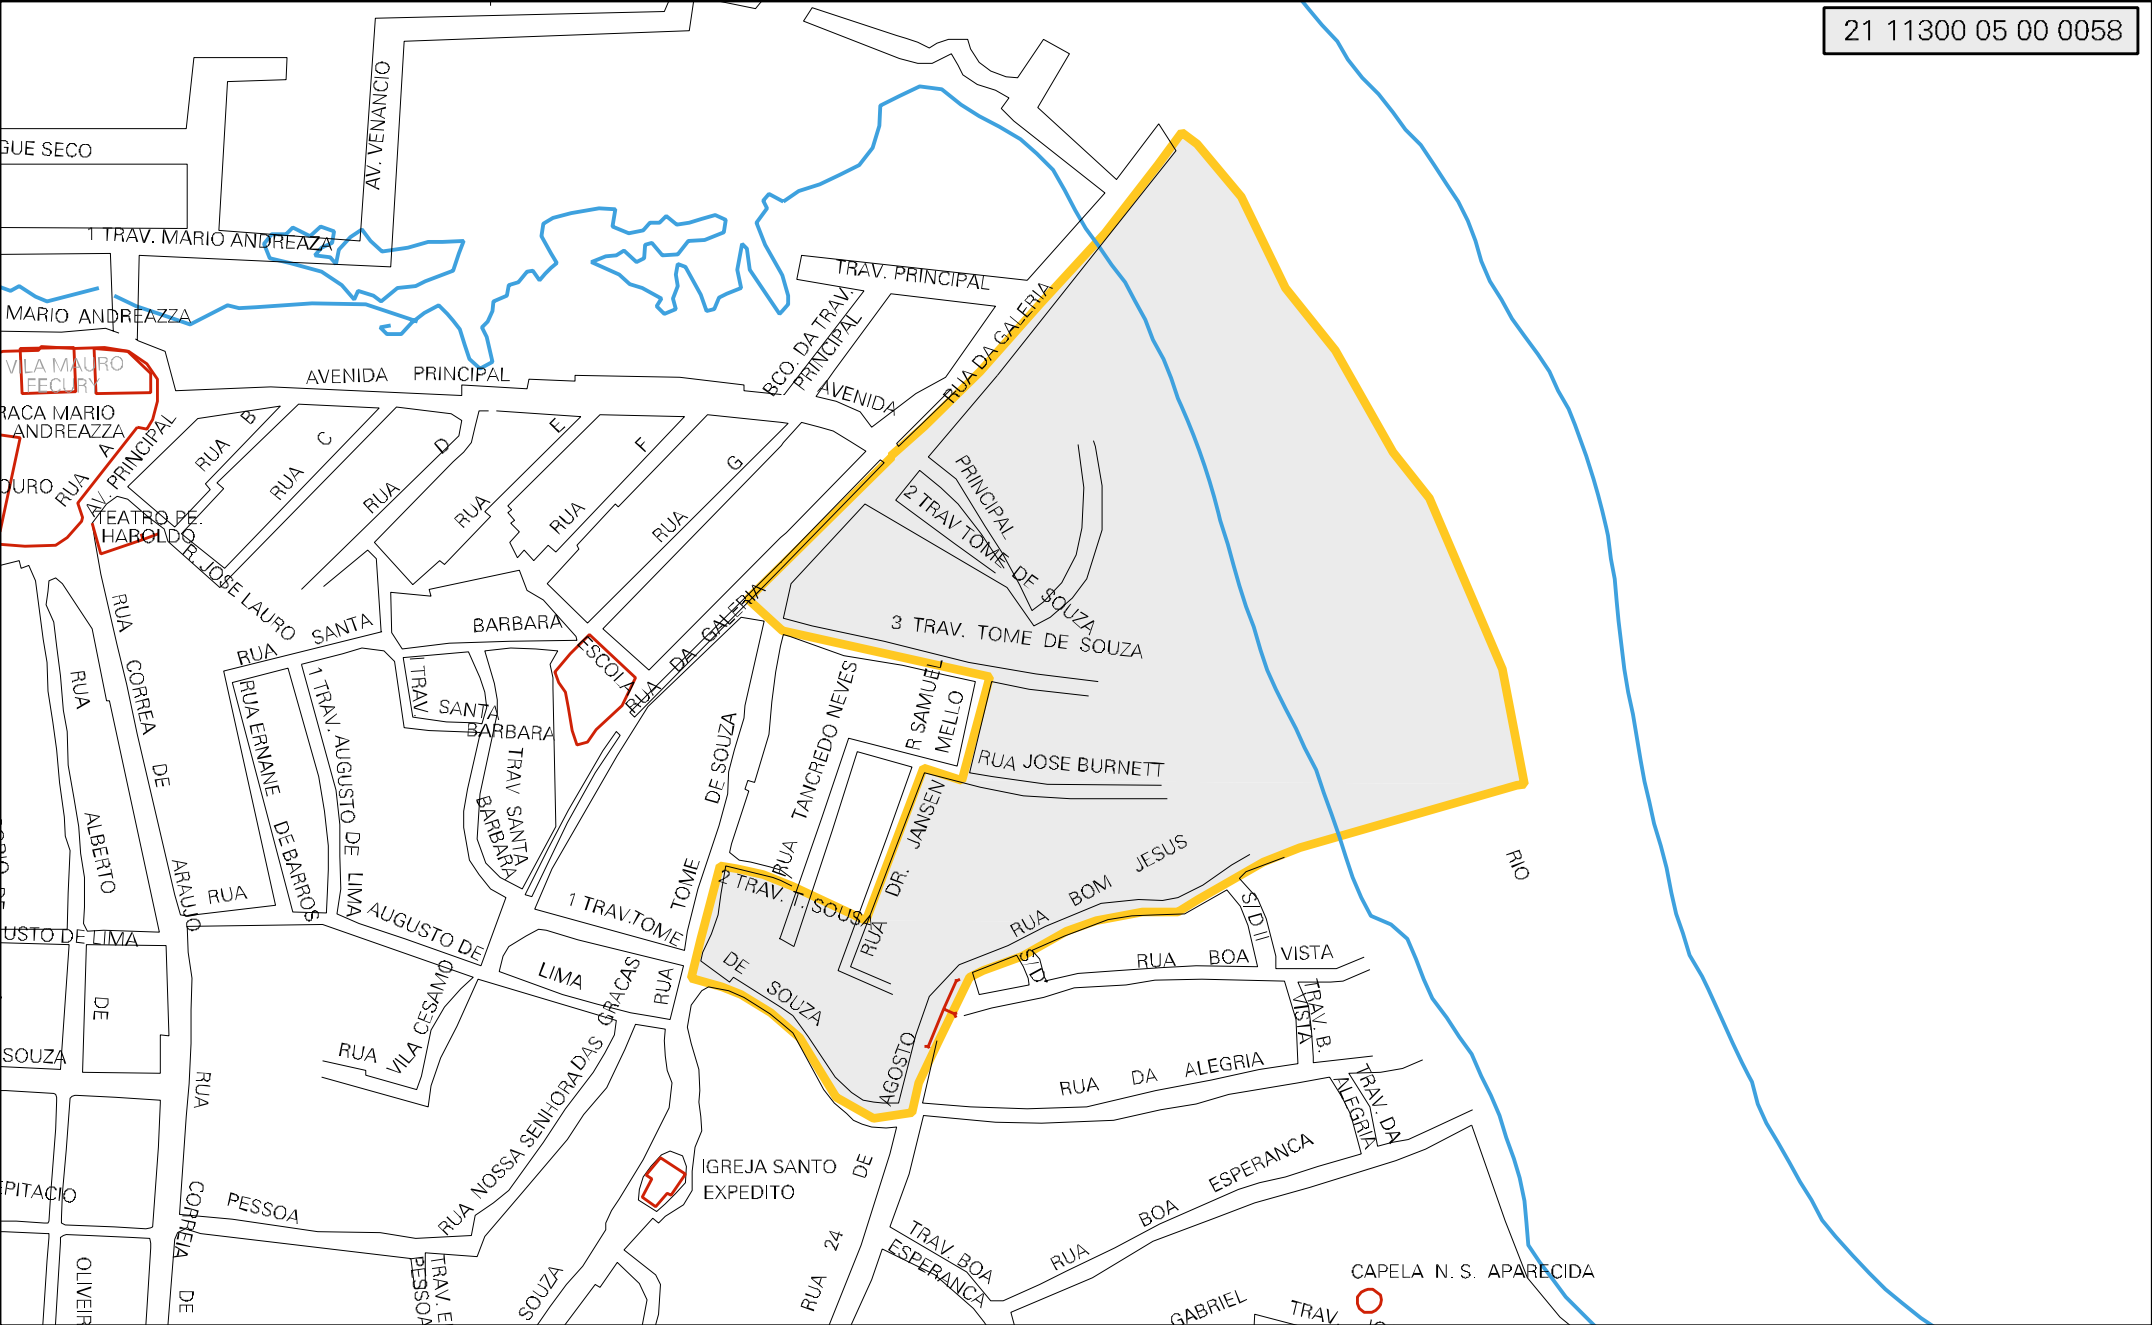 21 11300 05 00 0058
AV. VENANCIO
GUE SECO
1 TRAV. MARIO ANDREAZA
MARIO ANDREAZZA
VILA MAURO
FECURY
RACA MARIO
ANDREAZZA
OURO
RUA A
AV. PRINCIPAL
TEATRO PE.
HAROLDO
AVENIDA PRINCIPAL
TRAV. PRINCIPAL
BCO. DA TRAV.
PRINCIPAL
AVENIDA
RUA DA GALERIA
RUA B
RUA C
RUA D
RUA E
RUA F
RUA G
R. JOSE LAURO
RUA SANTA BARBARA
ESCOLA
RUA DA GALERIA
PRINCIPAL
2 TRAV TOME DE SOUZA
3 TRAV. TOME DE SOUZA
RUA CORREA DE ARAUJO
RUA ALBERTO DE OLIVEIR
RUA ERNANE DE BARROS
1 TRAV. AUGUSTO DE LIMA
1 TRAV
SANTA
BARBARA
TRAV SANTA
BARBARA
RUA TOME DE SOUZA
RUA TANCREDO NEVES
R SAMUEL
MELLO
RUA JOSE BURNETT
RUA DR. JANSEN
2 TRAV. T. SOUSA
1 TRAV.TOME
DE SOUZA
RUA AUGUSTO DE LIMA
USTO DE LIMA
RUA BOM JESUS
RIO
S/D II
S/D
RUA BOA VISTA
TRAV. B.
VISTA
RUA VILA CESAMO
RUA NOSSA SENHORA DAS GRACAS
SOUZA
RUA CORREIA DE
EPITACIO PESSOA
TRAV. E
PESSOA
IGREJA SANTO
EXPEDITO
SOUZA
RUA 24 DE AGOSTO
RUA DA ALEGRIA
TRAV. DA
ALEGRIA
RUA BOA ESPERANCA
TRAV. BOA
ESPERANCA
CAPELA N. S. APARECIDA
GABRIEL
TRAV.